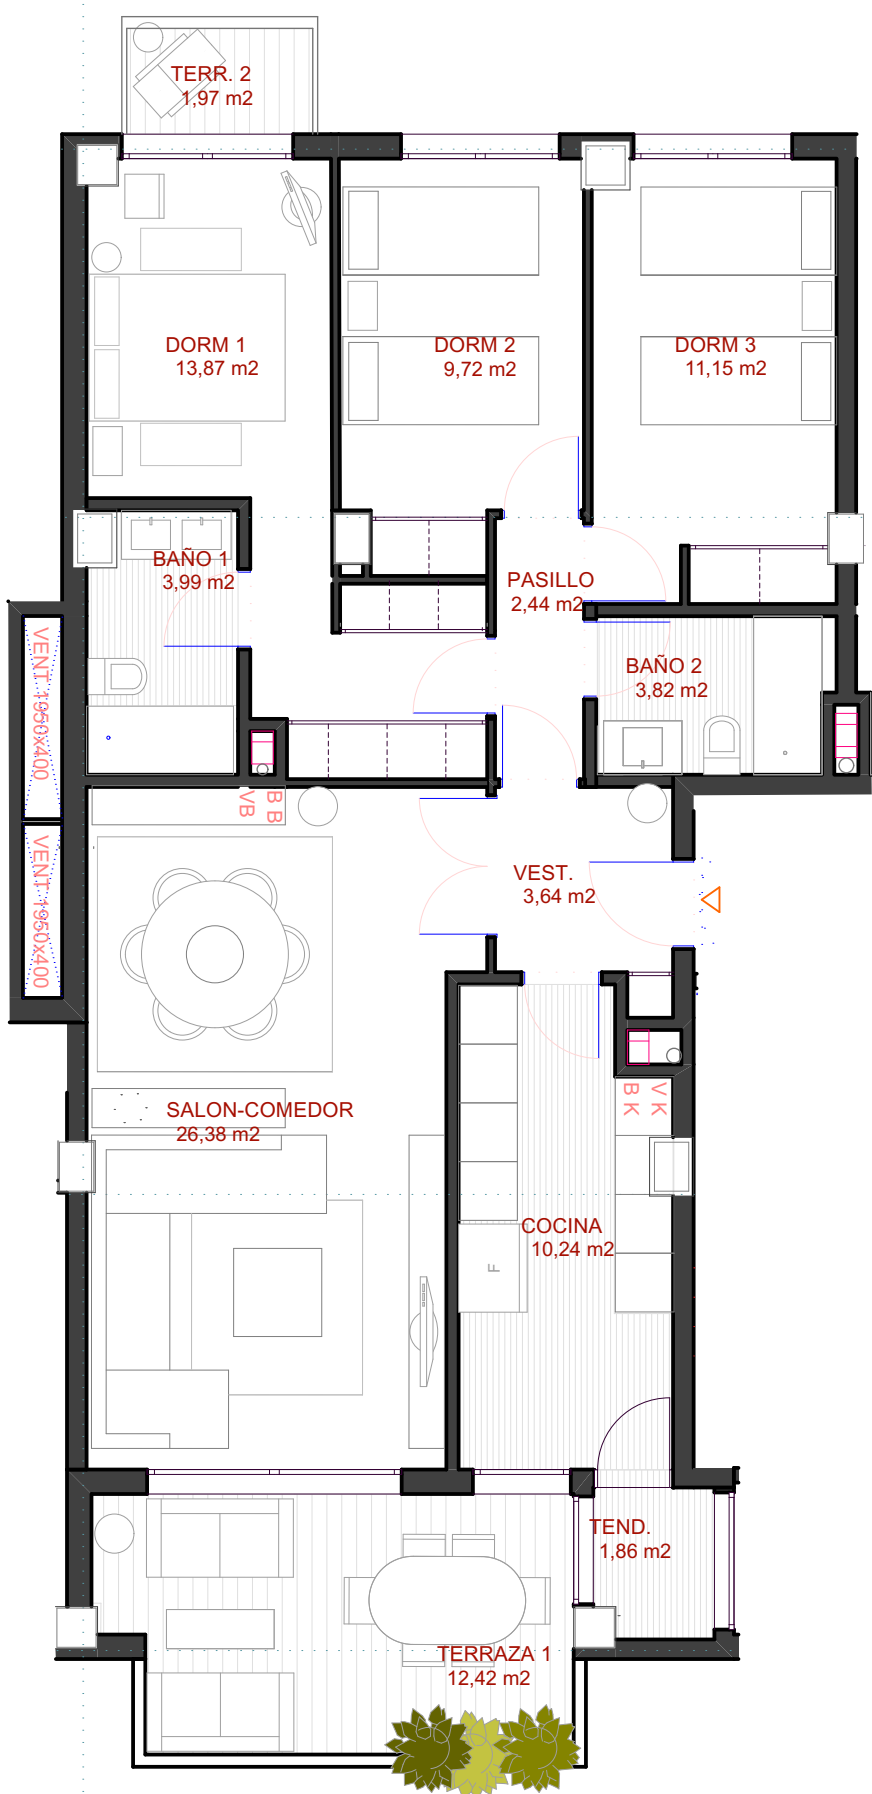 TERR. 2
1,97 m2
DORM 1
13,87 m2
DORM 2
9,72 m2
DORM 3
11,15 m2
BAÑO 1
3,99 m2
PASILLO
2,44 m2
BAÑO 2
3,82 m2
VENT 1950x400
VENT 1950x400
B B
VB
VEST.
3,64 m2
V K
B K
SALON-COMEDOR
26,38 m2
COCINA
10,24 m2
F
TEND.
1,86 m2
TERRAZA 1
12,42 m2